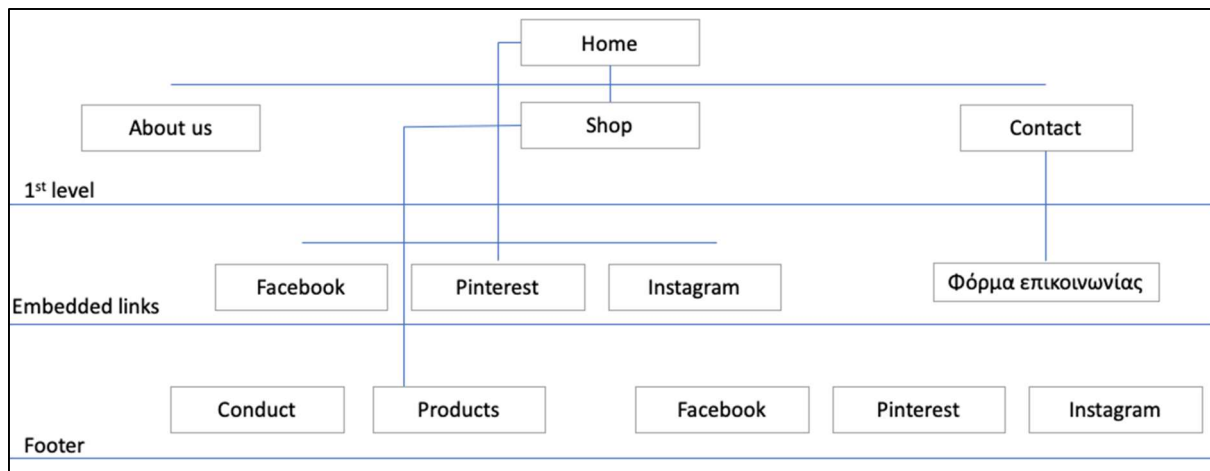 Home
About us
Shop
Contact
1st level
Facebook
Pinterest
Instagram
Φόρμα επικοινωνίας
Embedded links
Conduct
Products
Facebook
Pinterest
Instagram
Footer